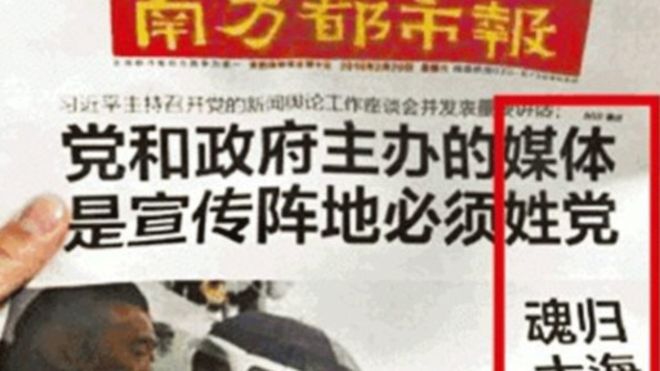 南方都市報
习近平主持召开党的新闻舆论工作座谈会并发表重要讲话：
党和政府主办的媒体
是宣传阵地必须姓党
魂归
大海